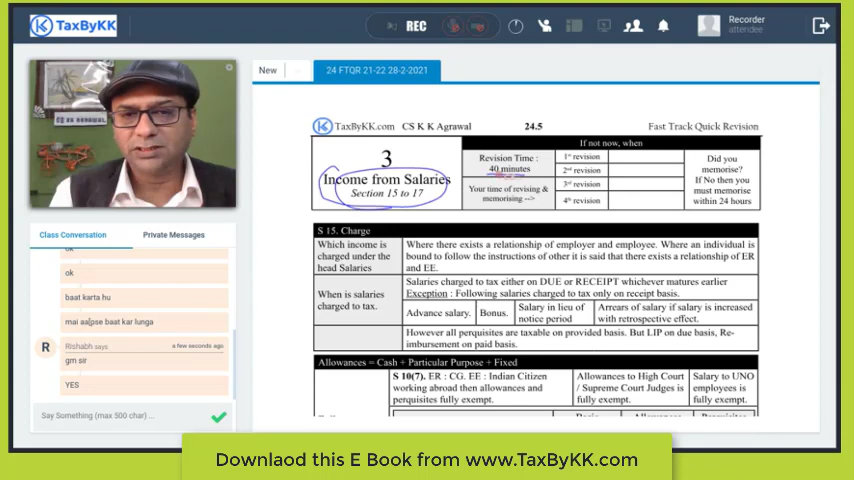 TaxByKK
REC
Recorder
attendee
New
24 FTQR 21-22 28-2-2021
TaxByKK.com CS K K Agrawal 24.5 Fast Track Quick Revision
3
Income from Salaries
Section 15 to 17
If not now, when
Revision Time :
40 minutes
Your time of revising &
memorising -->
1st revision
2nd revision
3rd revision
4th revision
Did you
memorise?
If No then you
must memorise
within 24 hours
S 15. Charge
Which income is
charged under the
head Salaries
Where there exists a relationship of employer and employee. Where an individual is
bound to follow the instructions of other it is said that there exists a relationship of ER
and EE.
When is salaries
charged to tax.
Salaries charged to tax either on DUE or RECEIPT whichever matures earlier
Exception : Following salaries charged to tax only on receipt basis.
Advance salary.
Bonus.
Salary in lieu of
notice period
Arrears of salary if salary is increased
with retrospective effect.
However all perquisites are taxable on provided basis. But LIP on due basis, Re-
imbursement on paid basis.
Allowances = Cash + Particular Purpose + Fixed
S 10(7). ER : CG. EE : Indian Citizen
working abroad then allowances and
perquisites fully exempt.
Allowances to High Court
/ Supreme Court Judges is
fully exempt.
Salary to UNO
employees is
fully exempt.
Class Conversation
Private Messages
ok
ok
baat karta hu
mai aa[pse baat kar lunga
R
Rishabh says
a few seconds ago
gm sir
YES
Say Something (max 500 char) ...
Downlaod this E Book from www.TaxByKK.com